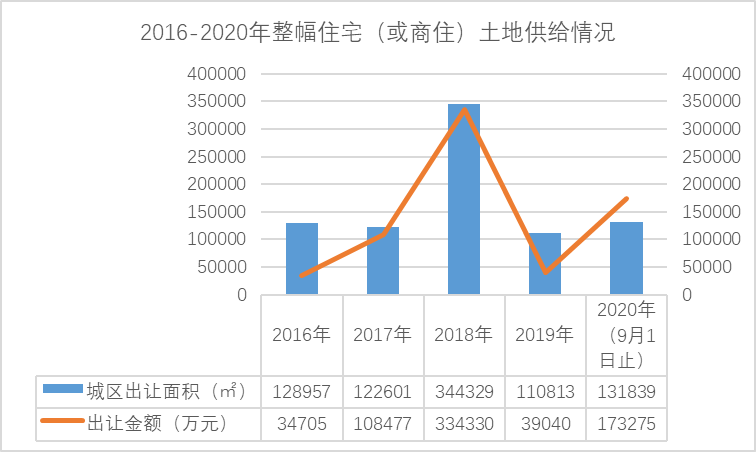 2016-2020年整幅住宅（或商住）土地供给情况
400000 400000
350000 350000
300000 300000
250000 250000
200000 200000
150000 150000
100000 100000
50000 50000
0 0
2016年 2017年 2018年 2019年 2020年
（9月1
日止）
城区出让面积（㎡） 128957 122601 344329 110813 131839
出让金额（万元） 34705 108477 334330 39040 173275